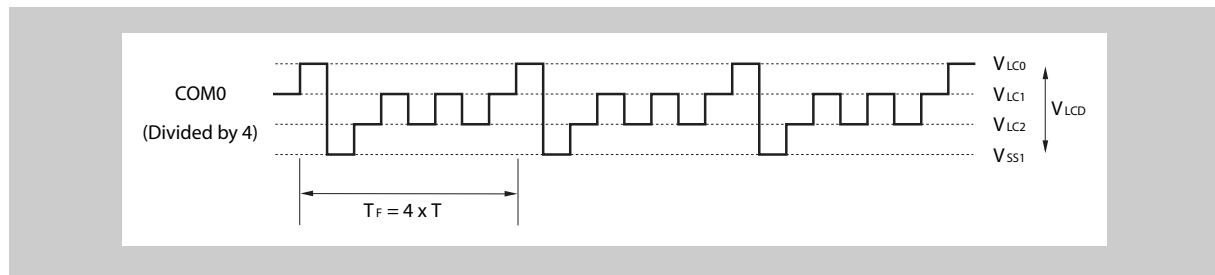 COM0
(Divided by 4)
VLC0
VLC1
VLC2
VSS1
VLCD
TF = 4 x T